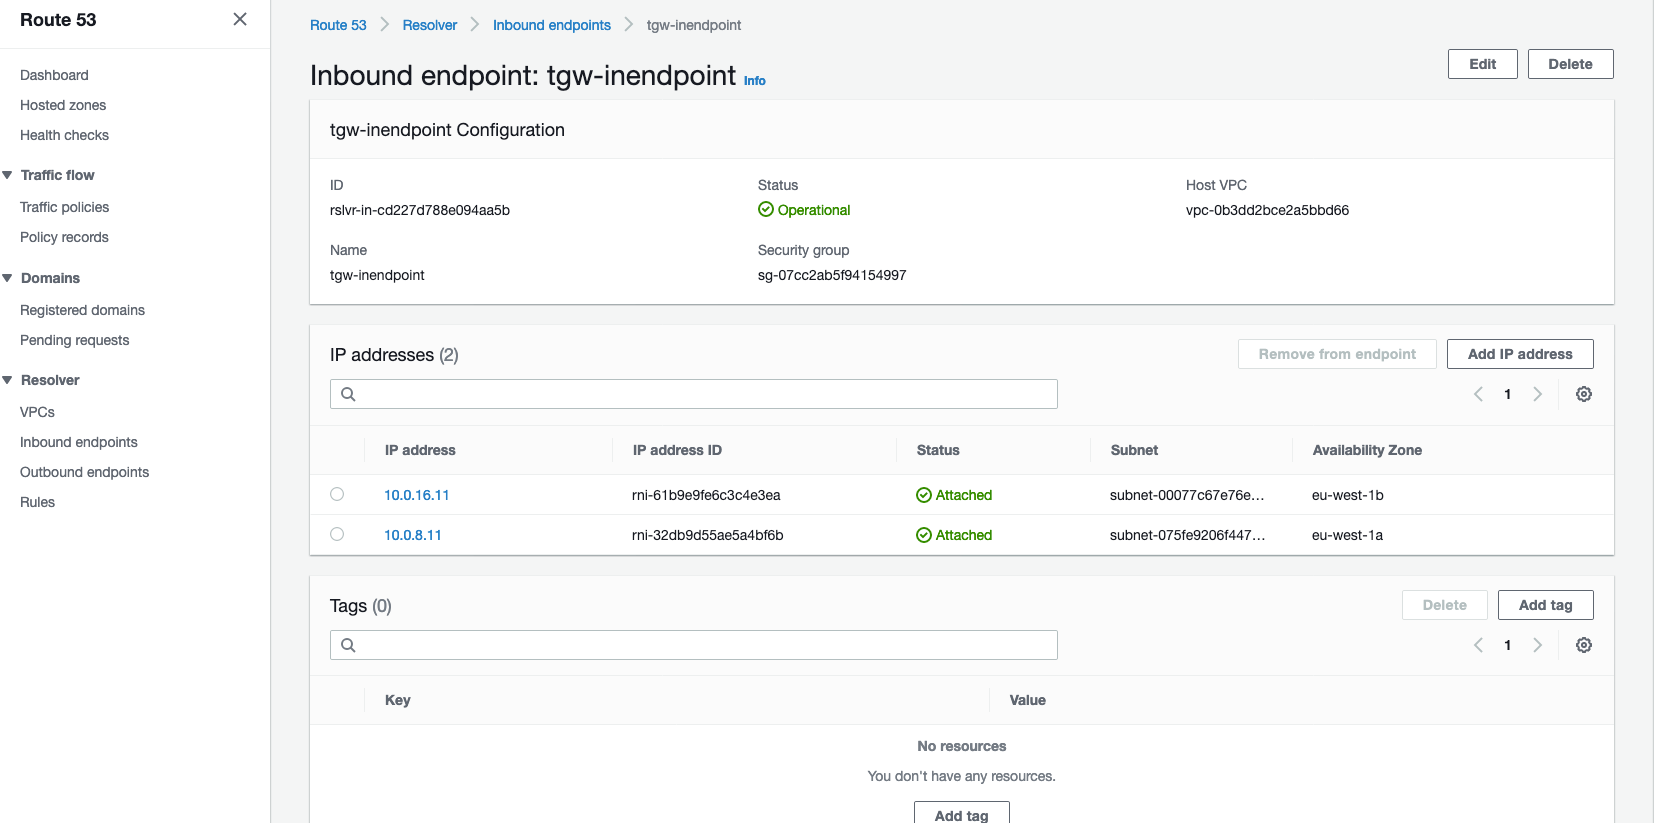 Route 53
Dashboard
Hosted zones
Health checks
Traffic flow
Traffic policies
Policy records
Domains
Registered domains
Pending requests
Resolver
VPCs
Inbound endpoints
Outbound endpoints
Rules
Route 53 Resolver Inbound endpoints tgw-inendpoint
Inbound endpoint: tgw-inendpoint Info
Edit Delete
tgw-inendpoint Configuration
ID Status Host VPC
rslvr-in-cd227d788e094aa5b Operational vpc-0b3dd2bce2a5bbd66
Name Security group
tgw-inendpoint sg-07cc2ab5f94154997
IP addresses (2) Remove from endpoint Add IP address
1
IP address IP address ID Status Subnet Availability Zone
10.0.16.11 rni-61b9e9fe6c3c4e3ea Attached subnet-00077c67e76e... eu-west-1b
10.0.8.11 rni-32db9d55ae5a4bf6b Attached subnet-075fe9206f447... eu-west-1a
Tags (0) Delete Add tag
1
Key Value
No resources
You don't have any resources.
Add tag